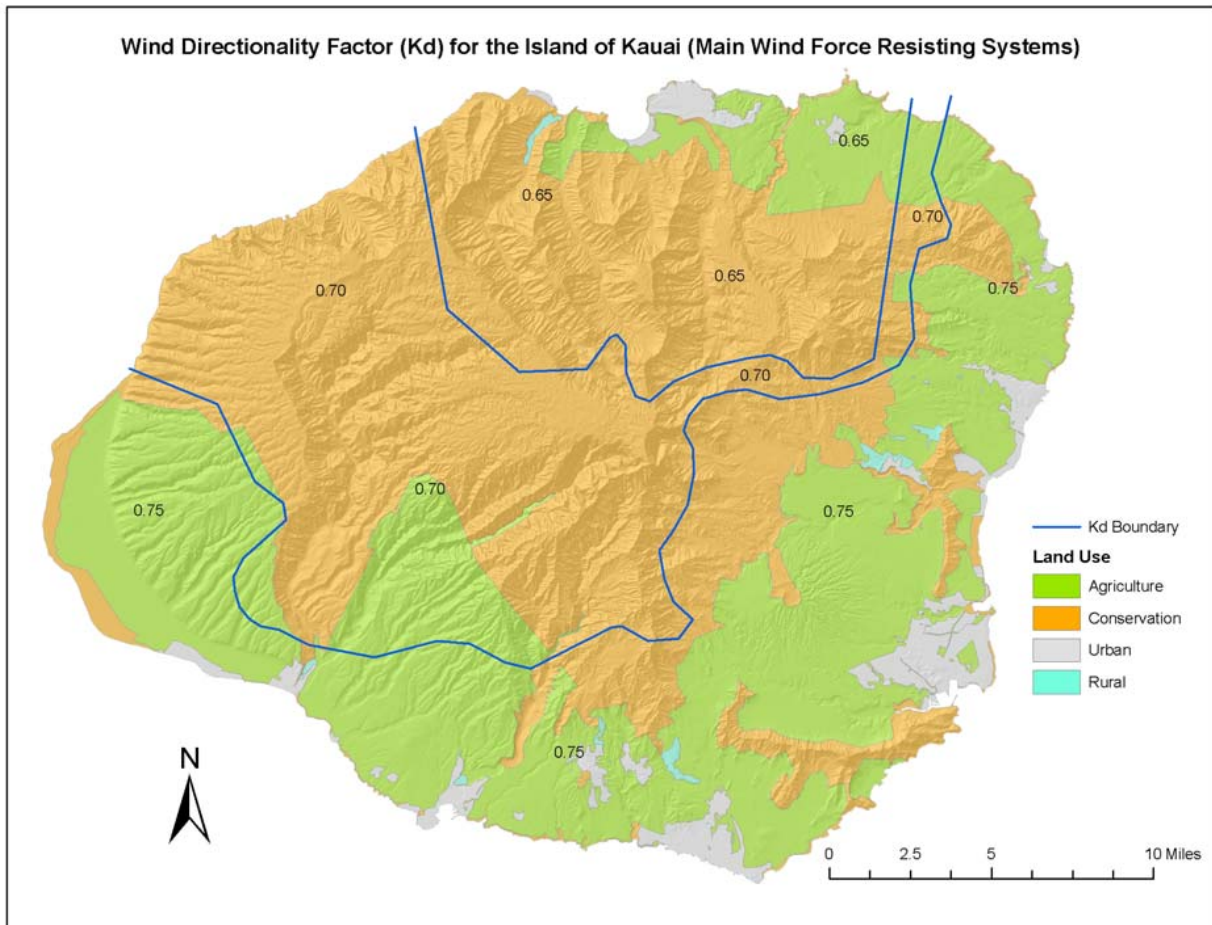 Wind Directionality Factor (Kd) for the Island of Kauai (Main Wind Force Resisting Systems)
0.65
0.65
0.70
0.70
0.65
0.75
0.70
0.70
0.75
0.75
0.75
Kd Boundary
Land Use
Agriculture
Conservation
Urban
Rural
N
0 2.5 5 10 Miles